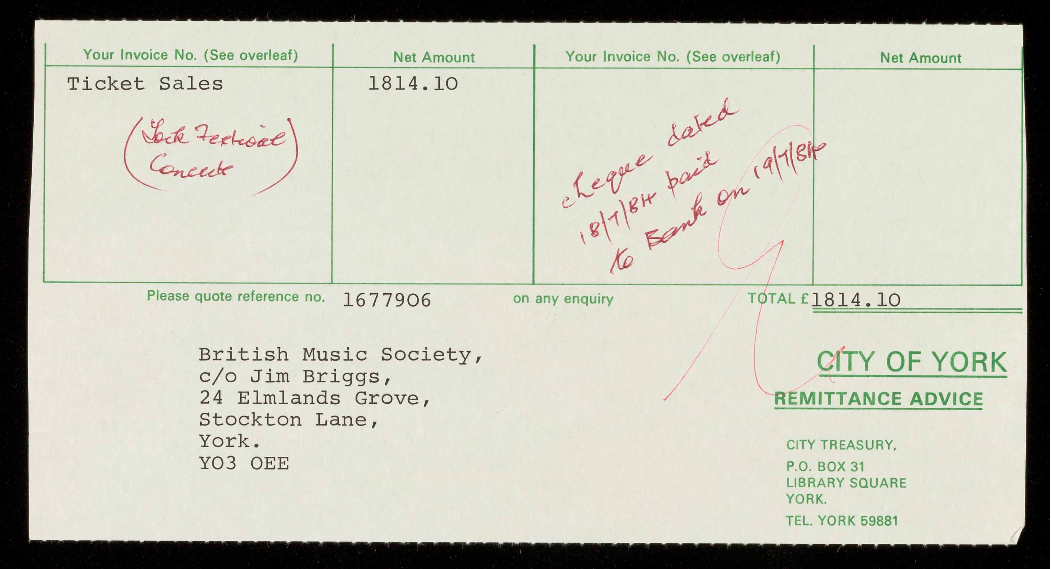 Your Invoice No. (See overleaf) Net Amount Your Invoice No. (See overleaf) Net Amount
Ticket Sales 1814.10
(York Festival
Concert)
cheque dated
18/7/84 paid
to Bank on 19/7/84
Please quote reference no. 1677906 on any enquiry TOTAL £ 1814.10
British Music Society,
c/o Jim Briggs,
24 Elmlands Grove,
Stockton Lane,
York.
YO3 OEE
CITY OF YORK
REMITTANCE ADVICE
CITY TREASURY,
P.O. BOX 31
LIBRARY SQUARE
YORK.
TEL. YORK 59881